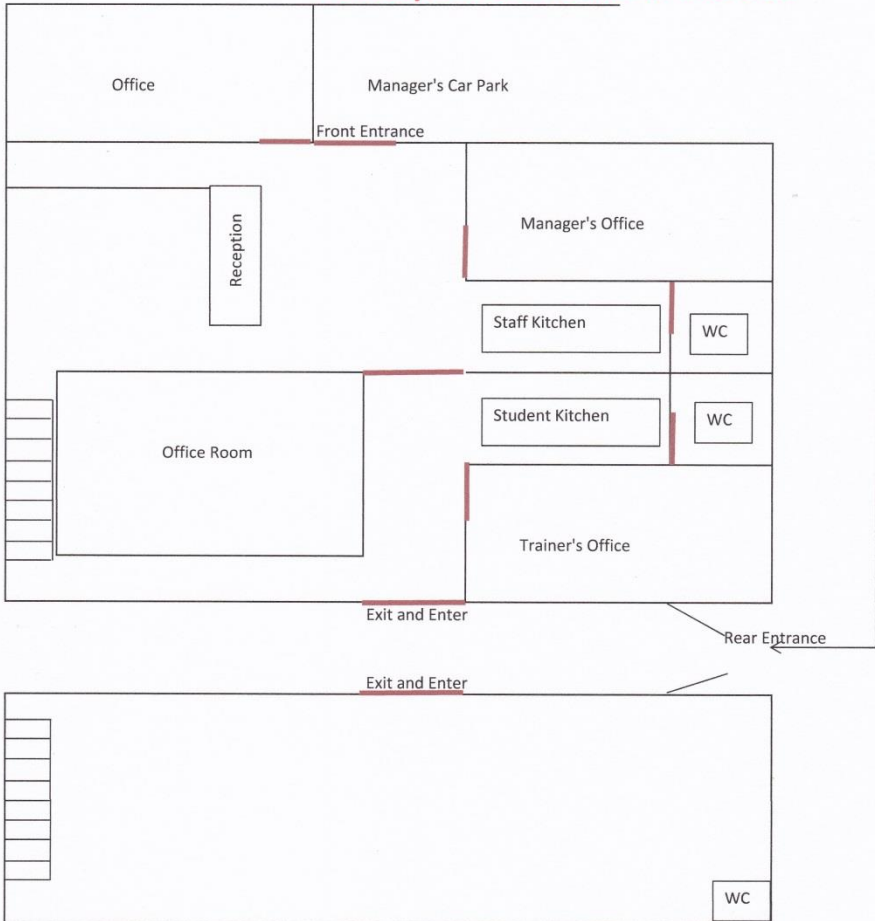 Office
Manager's Car Park
Front Entrance
Manager's Office
Reception
Staff Kitchen
WC
Student Kitchen
WC
Office Room
Trainer's Office
Exit and Enter
Rear Entrance
Exit and Enter
WC